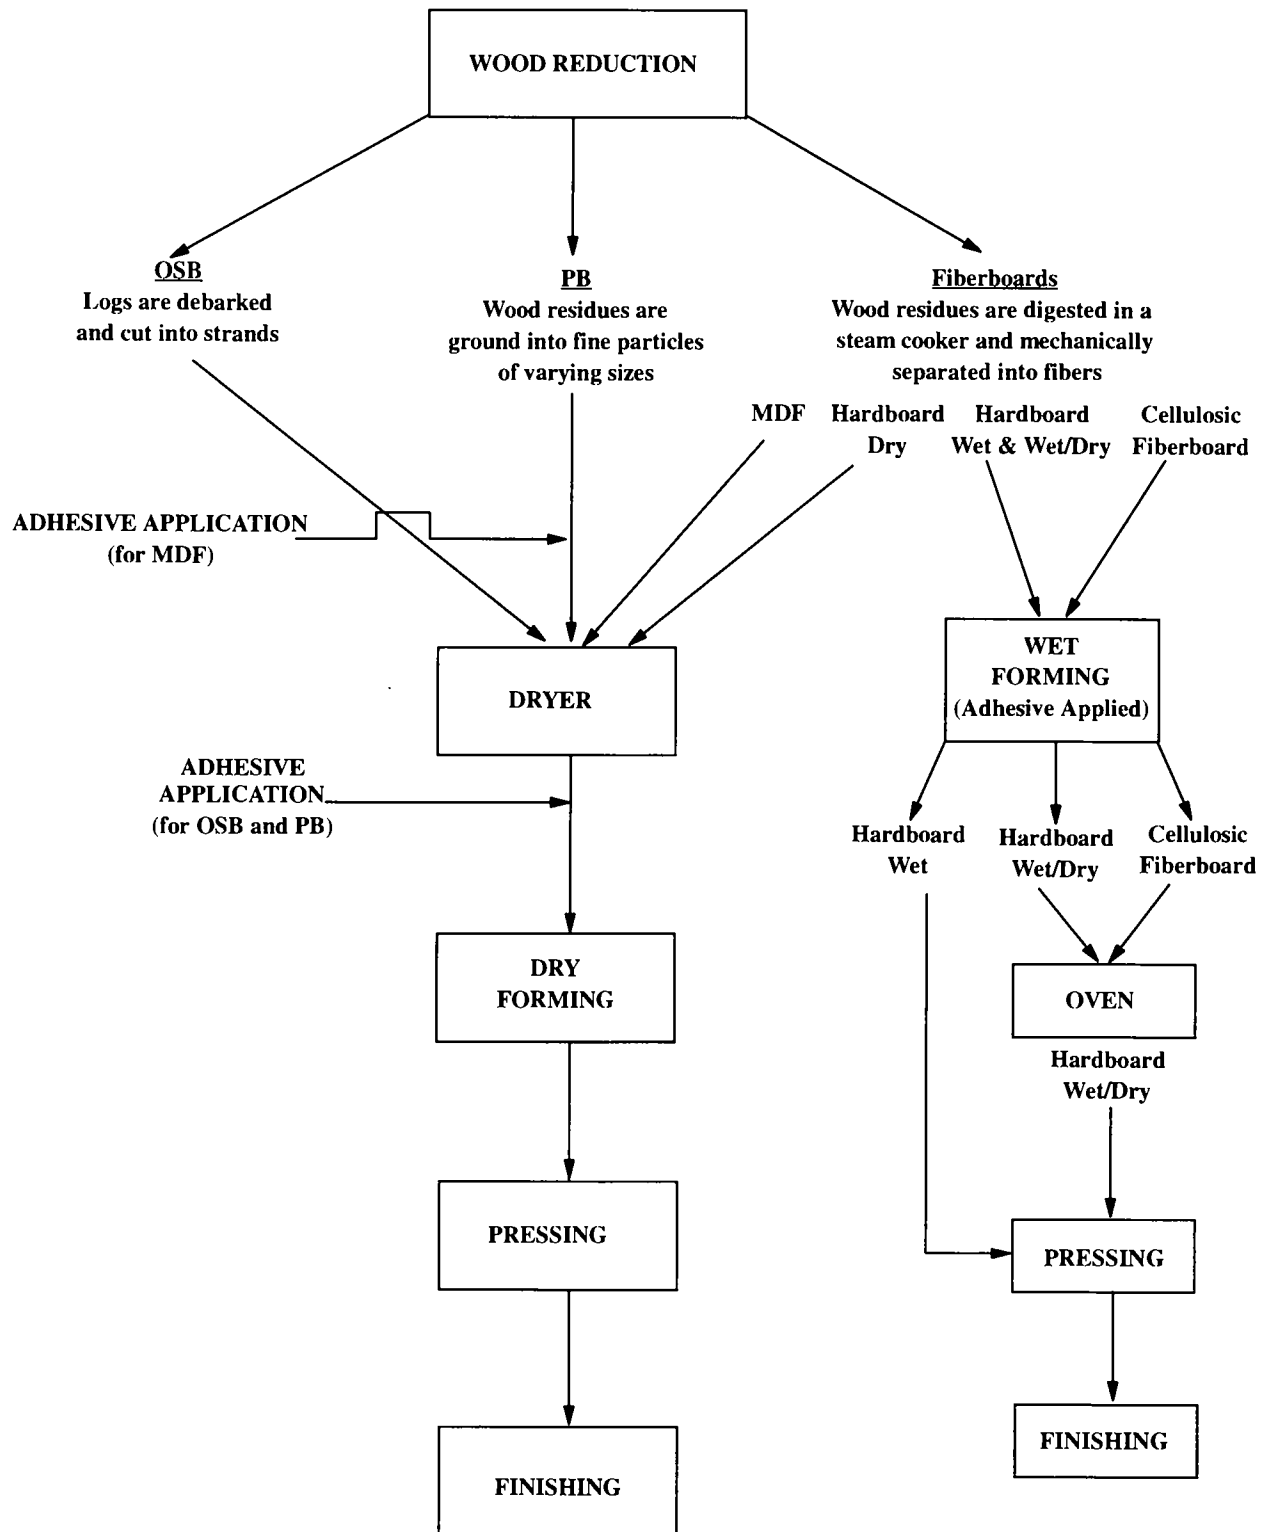 WOOD REDUCTION
OSB
Logs are debarked
and cut into strands
PB
Wood residues are
ground into fine particles
of varying sizes
Fiberboards
Wood residues are digested in a
steam cooker and mechanically
separated into fibers
MDF
Hardboard
Dry
Hardboard
Wet & Wet/Dry
Cellulosic
Fiberboard
ADHESIVE APPLICATION
(for MDF)
DRYER
WET
FORMING
(Adhesive Applied)
ADHESIVE
APPLICATION
(for OSB and PB)
Hardboard
Wet
Hardboard
Wet/Dry
Cellulosic
Fiberboard
DRY
FORMING
OVEN
Hardboard
Wet/Dry
PRESSING
PRESSING
FINISHING
FINISHING